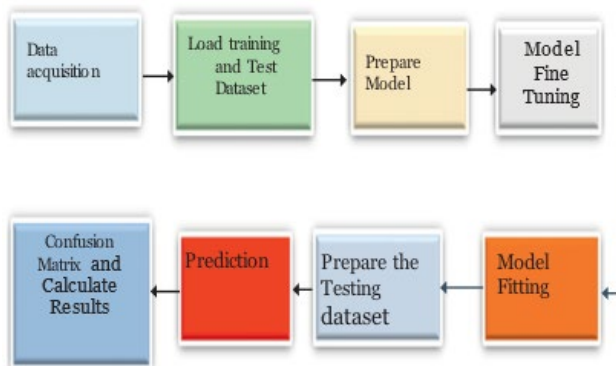 Data
acquisition
Load training
and Test
Dataset
Prepare
Model
Model
Fine
Tuning
Confusion
Matrix and
Calculate
Results
Prediction
Prepare the
Testing
dataset
Model
Fitting